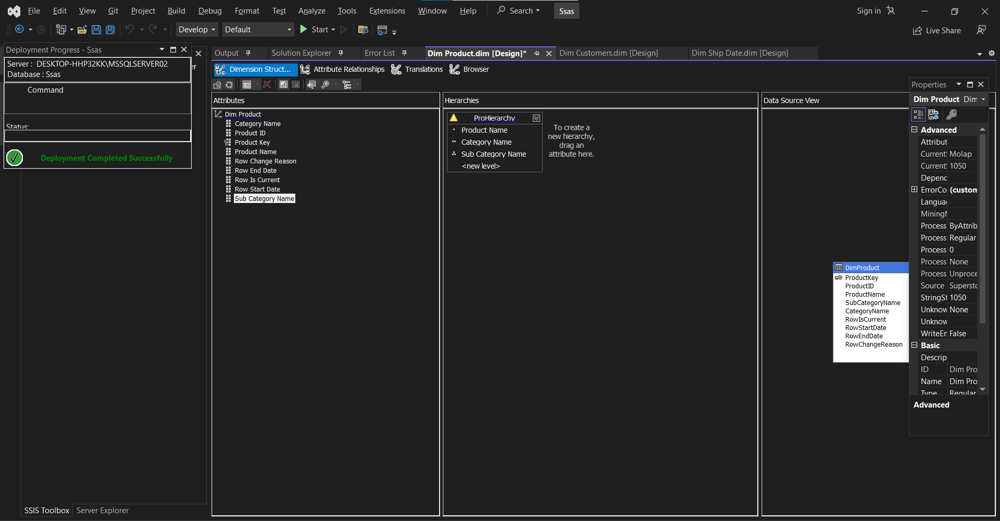 File Edit View Git Project Build Debug Format Test Analyze Tools Extensions Window Help Search Ssas Sign in
Develop Default Start Live Share
Deployment Progress - Ssas
Server : DESKTOP-HHP32KK\MSSQLSERVER02
Database : Ssas
Command
Status:
Deployment Completed Successfully
er
SSIS Toolbox Server Explorer
Output Solution Explorer Error List Dim Product.dim [Design]* Dim Customers.dim [Design] Dim Ship Date.dim [Design]
Dimension Struct... Attribute Relationships Translations Browser
Attributes
Dim Product
Category Name
Product ID
Product Key
Product Name
Row Change Reason
Row End Date
Row Is Current
Row Start Date
Sub Category Name
Hierarchies
ProHierarchy
Product Name
Category Name
Sub Category Name
<new level>
To create a
new hierarchy,
drag an
attribute here.
Data Source View
DimProduct
ProductKey
ProductID
ProductName
SubCategoryName
CategoryName
RowIsCurrent
RowStartDate
RowEndDate
RowChangeReason
Properties
Dim Product Dim
Advanced
Attribut
Current Molap
Current 1050
Depenc
ErrorCo (custom
Langua
Mining
Process ByAttrib
Process Regular
Process 0
Process None
Process Unproce
Source Supersto
StringSt 1050
Unknow None
Unknow
WriteEn False
Basic
Descrip
ID Dim Pro
Name Dim Pro
Type Regular
Advanced